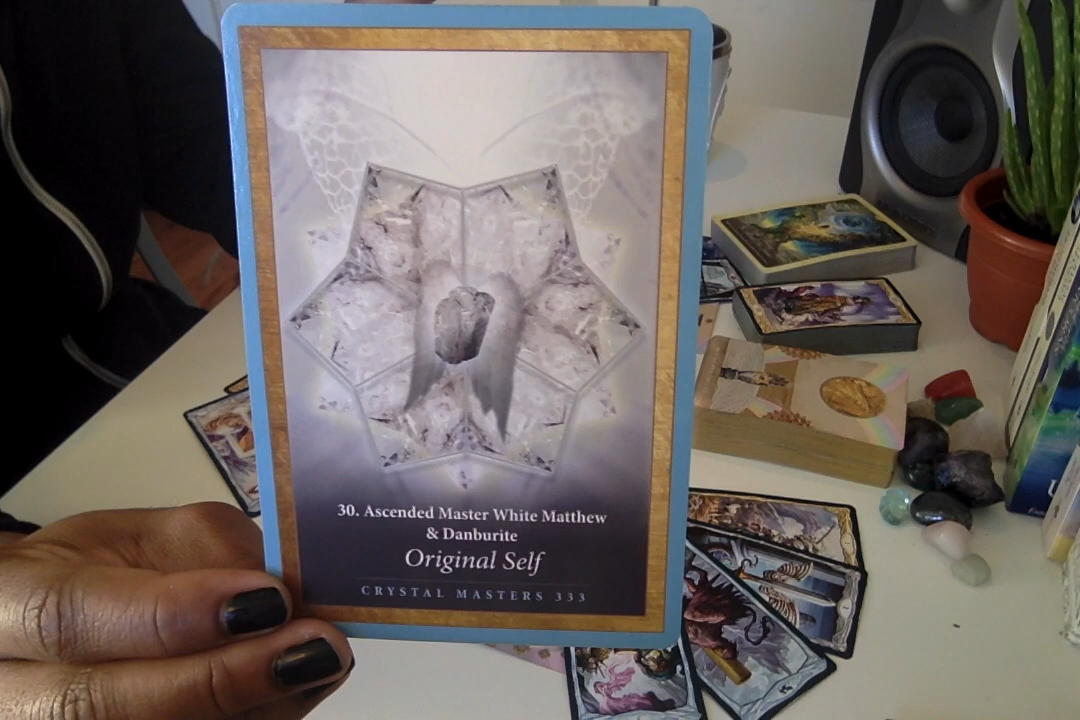 30. Ascended Master White Matthew
& Danburite
Original Self
CRYSTAL MASTERS 333